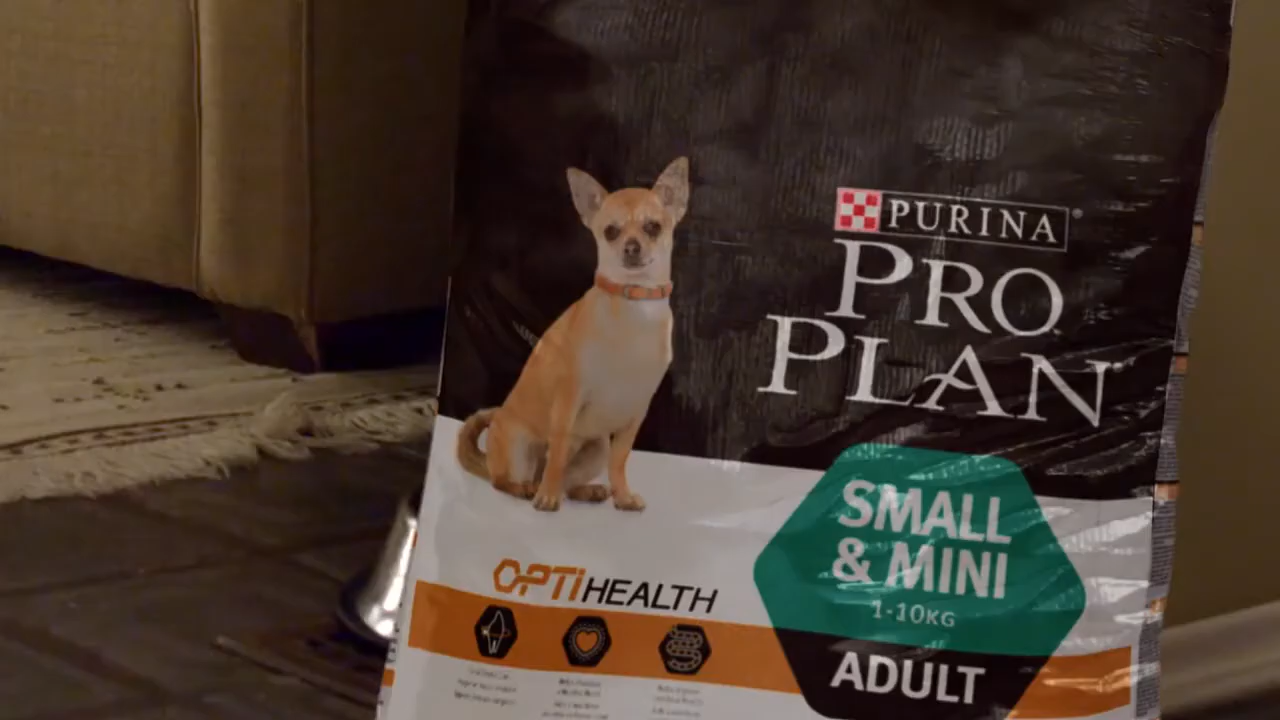 PURINA®
PRO
PLAN
SMALL
& MINI
1-10KG
ADULT
OPTIHEALTH